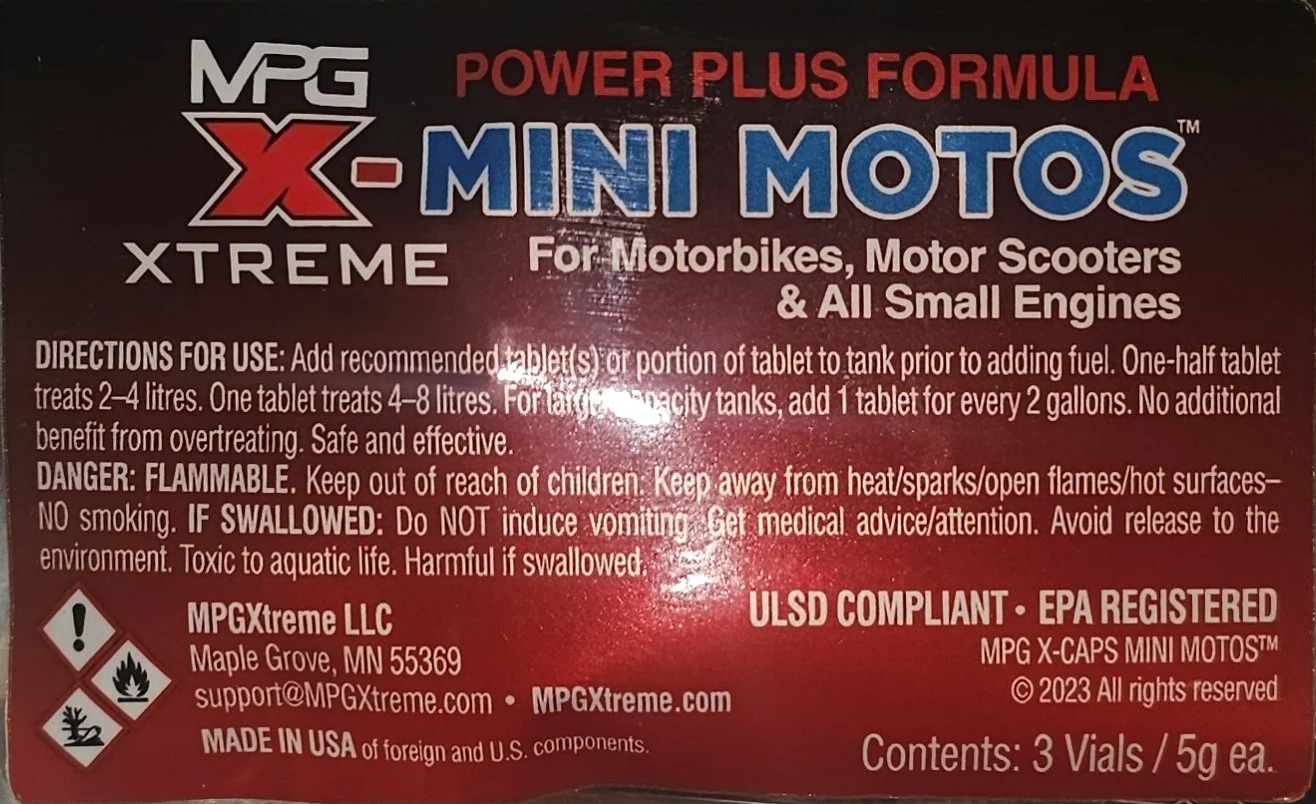 MPG
POWER PLUS FORMULA
X-MINI MOTOS™
XTREME
For Motorbikes, Motor Scooters
& All Small Engines
DIRECTIONS FOR USE: Add recommended tablet(s) or portion of tablet to tank prior to adding fuel. One-half tablet
treats 2–4 litres. One tablet treats 4–8 litres. For large capacity tanks, add 1 tablet for every 2 gallons. No additional
benefit from overtreating. Safe and effective.
DANGER: FLAMMABLE. Keep out of reach of children. Keep away from heat/sparks/open flames/hot surfaces–
NO smoking. IF SWALLOWED: Do NOT induce vomiting. Get medical advice/attention. Avoid release to the
environment. Toxic to aquatic life. Harmful if swallowed.
MPGXtreme LLC
Maple Grove, MN 55369
support@MPGXtreme.com • MPGXtreme.com
MADE IN USA of foreign and U.S. components.
ULSD COMPLIANT • EPA REGISTERED
MPG X-CAPS MINI MOTOS™
© 2023 All rights reserved
Contents: 3 Vials / 5g ea.